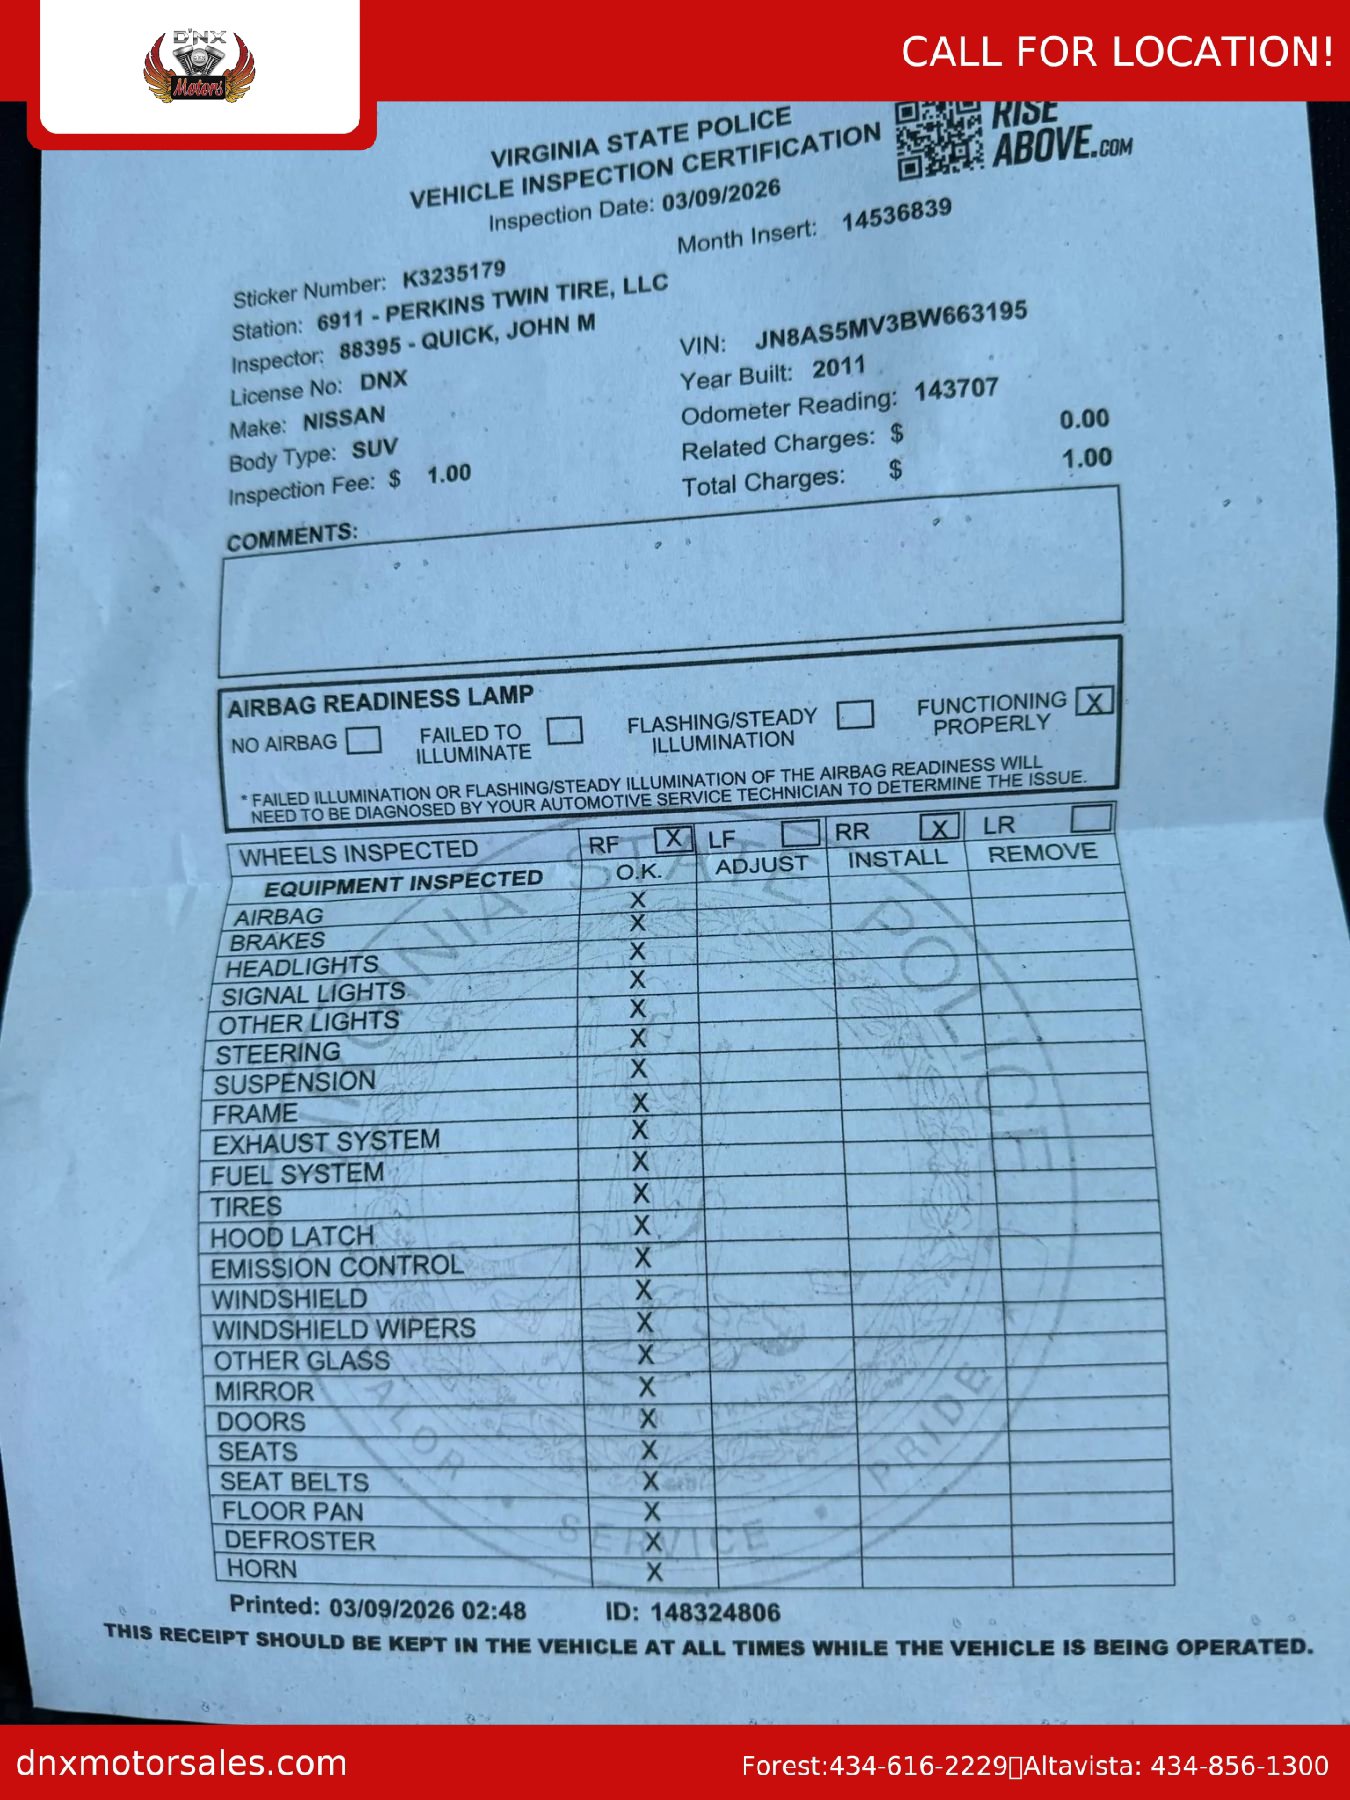 D'NX
Motors
CALL FOR LOCATION!
RISE
ABOVE.COM
VIRGINIA STATE POLICE
VEHICLE INSPECTION CERTIFICATION
Inspection Date: 03/09/2026
Sticker Number: K3235179 Month Insert: 14536839
Station: 6911 - PERKINS TWIN TIRE, LLC
Inspector: 88395 - QUICK, JOHN M
License No: DNX VIN: JN8AS5MV3BW663195
Make: NISSAN Year Built: 2011
Body Type: SUV Odometer Reading: 143707
Inspection Fee: $ 1.00 Related Charges: $ 0.00
Total Charges: $ 1.00
COMMENTS:
AIRBAG READINESS LAMP
NO AIRBAG FAILED TO ILLUMINATE FLASHING/STEADY ILLUMINATION FUNCTIONING PROPERLY X
* FAILED ILLUMINATION OR FLASHING/STEADY ILLUMINATION OF THE AIRBAG READINESS WILL
NEED TO BE DIAGNOSED BY YOUR AUTOMOTIVE SERVICE TECHNICIAN TO DETERMINE THE ISSUE.
WHEELS INSPECTED RF X LF RR X LR
EQUIPMENT INSPECTED O.K. ADJUST INSTALL REMOVE
AIRBAG X
BRAKES X
HEADLIGHTS X
SIGNAL LIGHTS X
OTHER LIGHTS X
STEERING X
SUSPENSION X
FRAME X
EXHAUST SYSTEM X
FUEL SYSTEM X
TIRES X
HOOD LATCH X
EMISSION CONTROL X
WINDSHIELD X
WINDSHIELD WIPERS X
OTHER GLASS X
MIRROR X
DOORS X
SEATS X
SEAT BELTS X
FLOOR PAN X
DEFROSTER X
HORN X
VIRGINIA STATE POLICE
VALOR • SERVICE • PRIDE
Printed: 03/09/2026 02:48 ID: 148324806
THIS RECEIPT SHOULD BE KEPT IN THE VEHICLE AT ALL TIMES WHILE THE VEHICLE IS BEING OPERATED.
dnxmotorsales.com
Forest:434-616-2229 Altavista: 434-856-1300